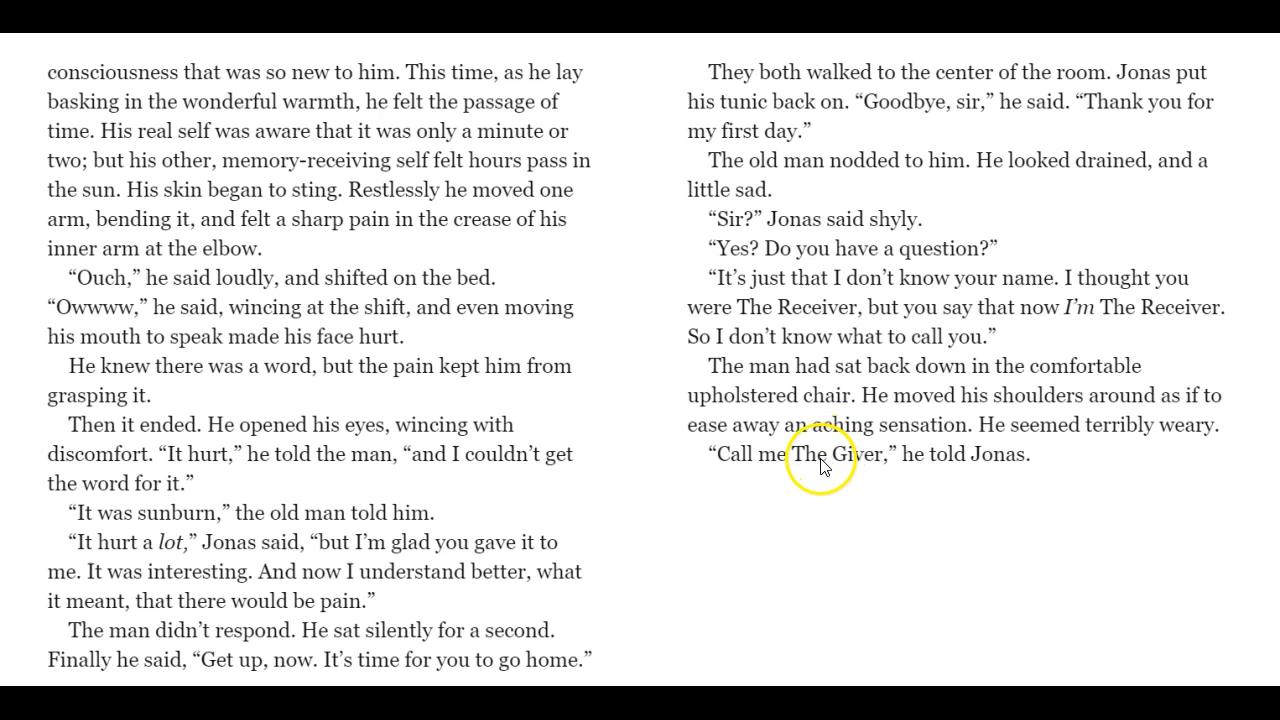 consciousness that was so new to him. This time, as he lay
basking in the wonderful warmth, he felt the passage of
time. His real self was aware that it was only a minute or
two; but his other, memory-receiving self felt hours pass in
the sun. His skin began to sting. Restlessly he moved one
arm, bending it, and felt a sharp pain in the crease of his
inner arm at the elbow.
“Ouch,” he said loudly, and shifted on the bed.
“Owwww,” he said, wincing at the shift, and even moving
his mouth to speak made his face hurt.
He knew there was a word, but the pain kept him from
grasping it.
Then it ended. He opened his eyes, wincing with
discomfort. “It hurt,” he told the man, “and I couldn’t get
the word for it.”
“It was sunburn,” the old man told him.
“It hurt a lot,” Jonas said, “but I’m glad you gave it to
me. It was interesting. And now I understand better, what
it meant, that there would be pain.”
The man didn’t respond. He sat silently for a second.
Finally he said, “Get up, now. It’s time for you to go home.”
They both walked to the center of the room. Jonas put
his tunic back on. “Goodbye, sir,” he said. “Thank you for
my first day.”
The old man nodded to him. He looked drained, and a
little sad.
“Sir?” Jonas said shyly.
“Yes? Do you have a question?”
“It’s just that I don’t know your name. I thought you
were The Receiver, but you say that now I’m The Receiver.
So I don’t know what to call you.”
The man had sat back down in the comfortable
upholstered chair. He moved his shoulders around as if to
ease away an aching sensation. He seemed terribly weary.
“Call me The Giver,” he told Jonas.